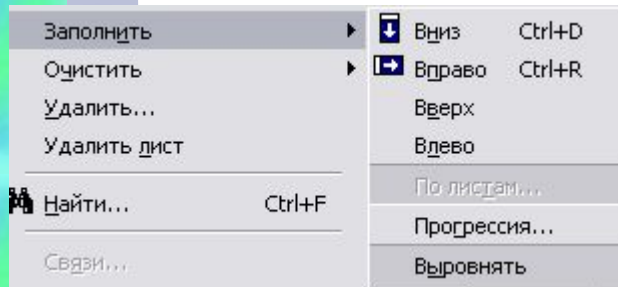 Заполнить
Очистить
Удалить...
Удалить лист
Найти... Ctrl+F
Связи...
Вниз Ctrl+D
Вправо Ctrl+R
Вверх
Влево
По листам...
Прогрессия...
Выровнять